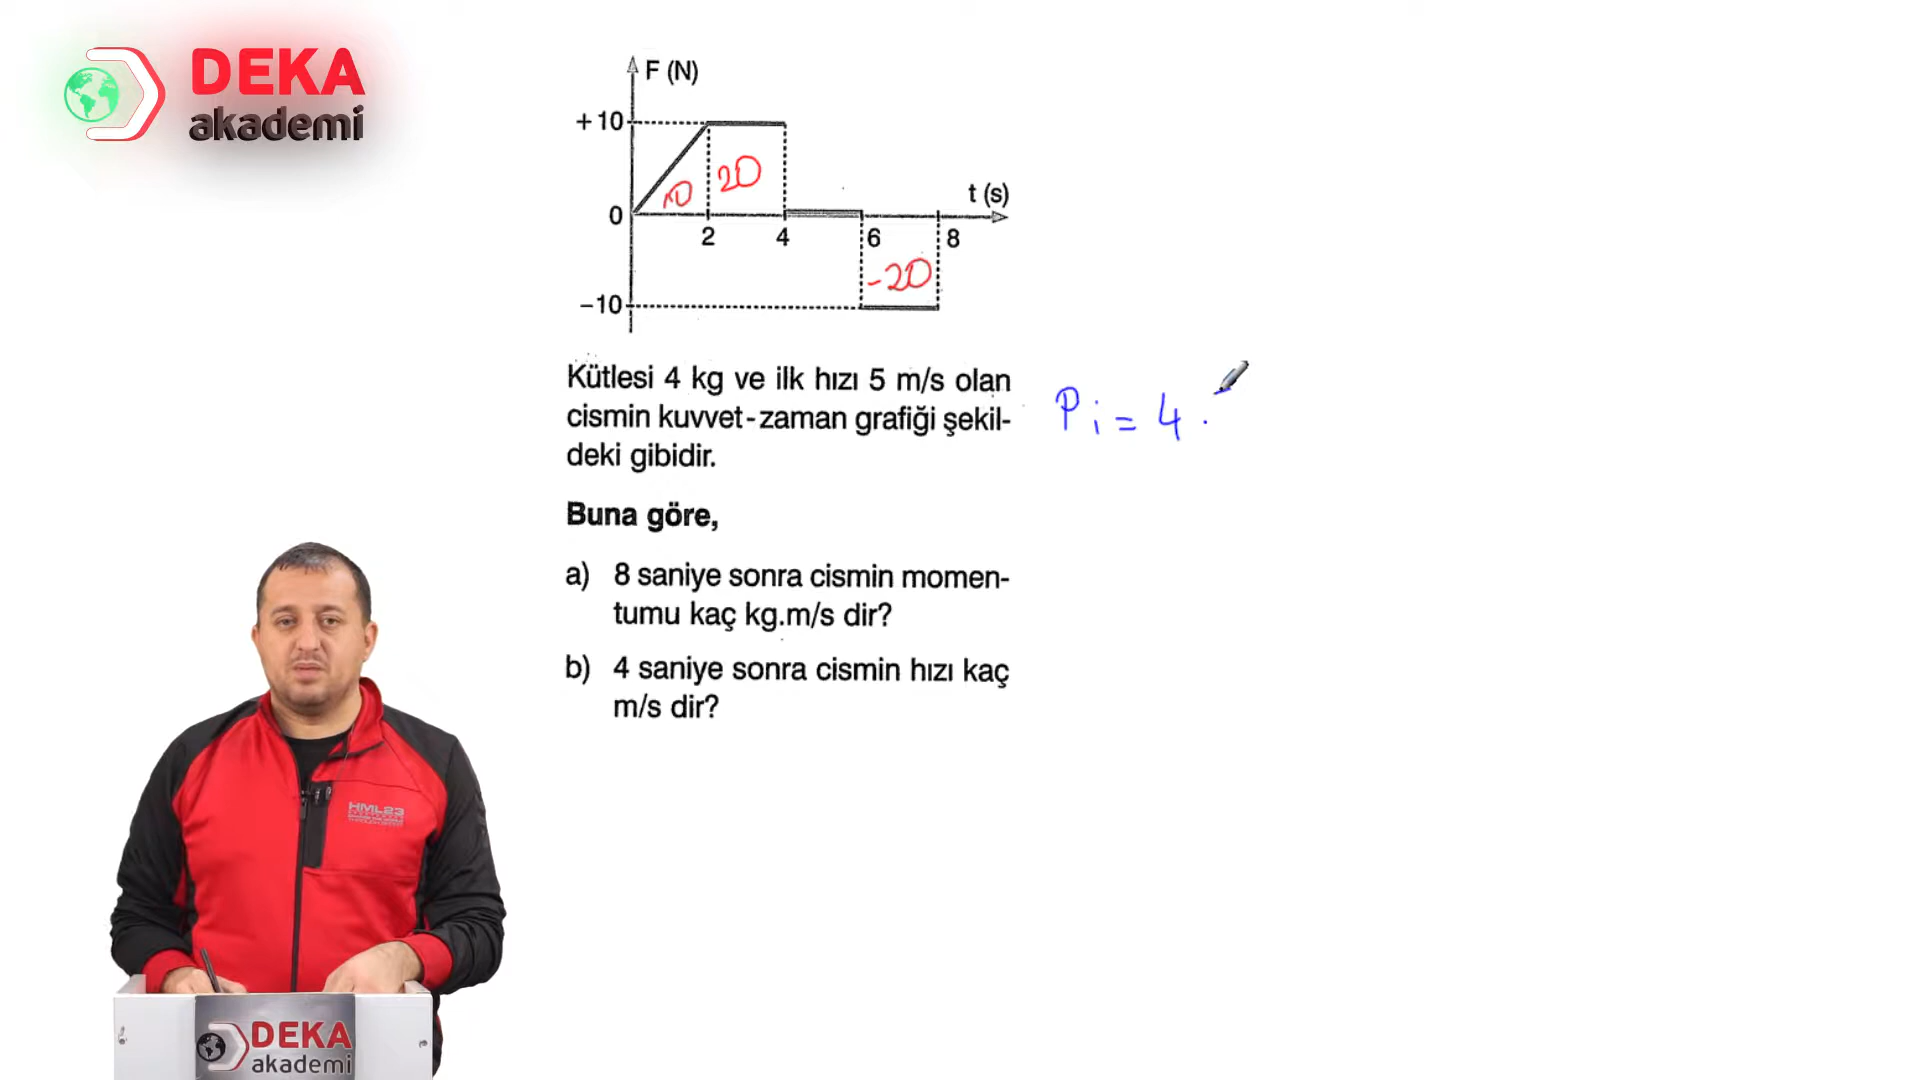 DEKA
akademi
F (N)
+10
20
10
t (s)
0
2
4
6
8
-20
−10
Kütlesi 4 kg ve ilk hızı 5 m/s olan
cismin kuvvet-zaman grafiği şekil-
deki gibidir.
Pi = 4 .
Buna göre,
a) 8 saniye sonra cismin momen-
tumu kaç kg.m/s dir?
b) 4 saniye sonra cismin hızı kaç
m/s dir?
HML23
DEKA
akademi